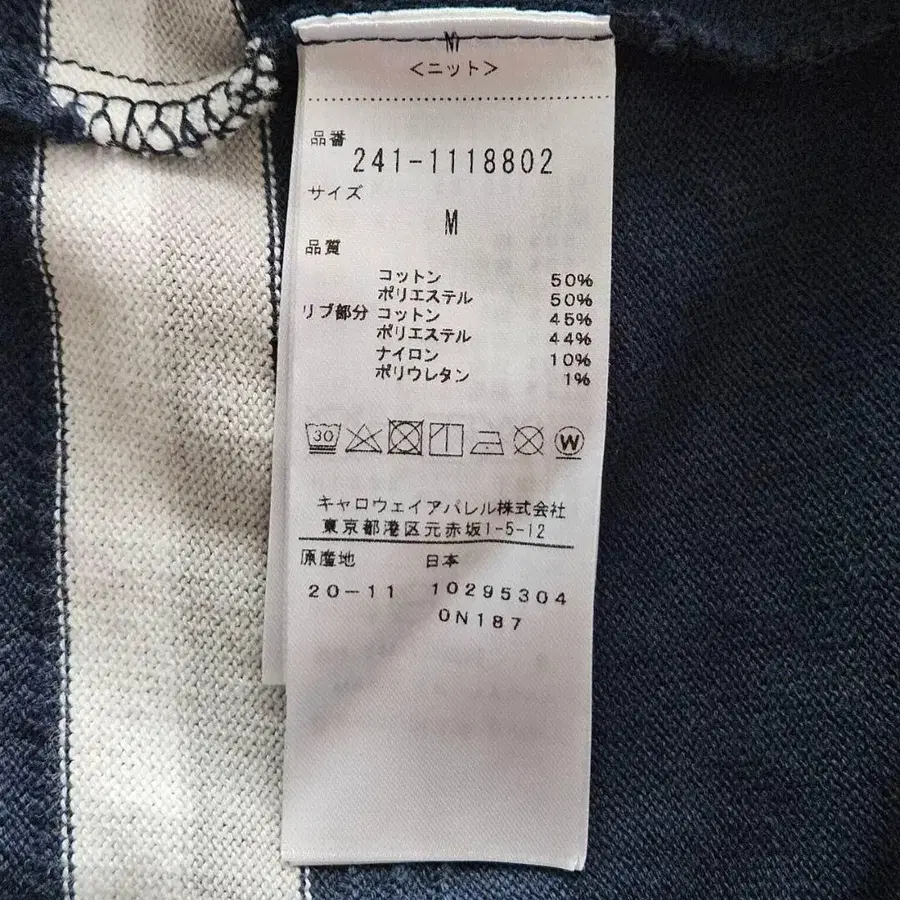 M
<ニット>
品番
241-1118802
サイズ
M
品質
コットン 50%
ポリエステル 50%
リブ部分 コットン 45%
ポリエステル 44%
ナイロン 10%
ポリウレタン 1%
30 W
キャロウェイアパレル株式会社
東京都港区元赤坂1-5-12
原産地 日本
20-11 10295304
0N187